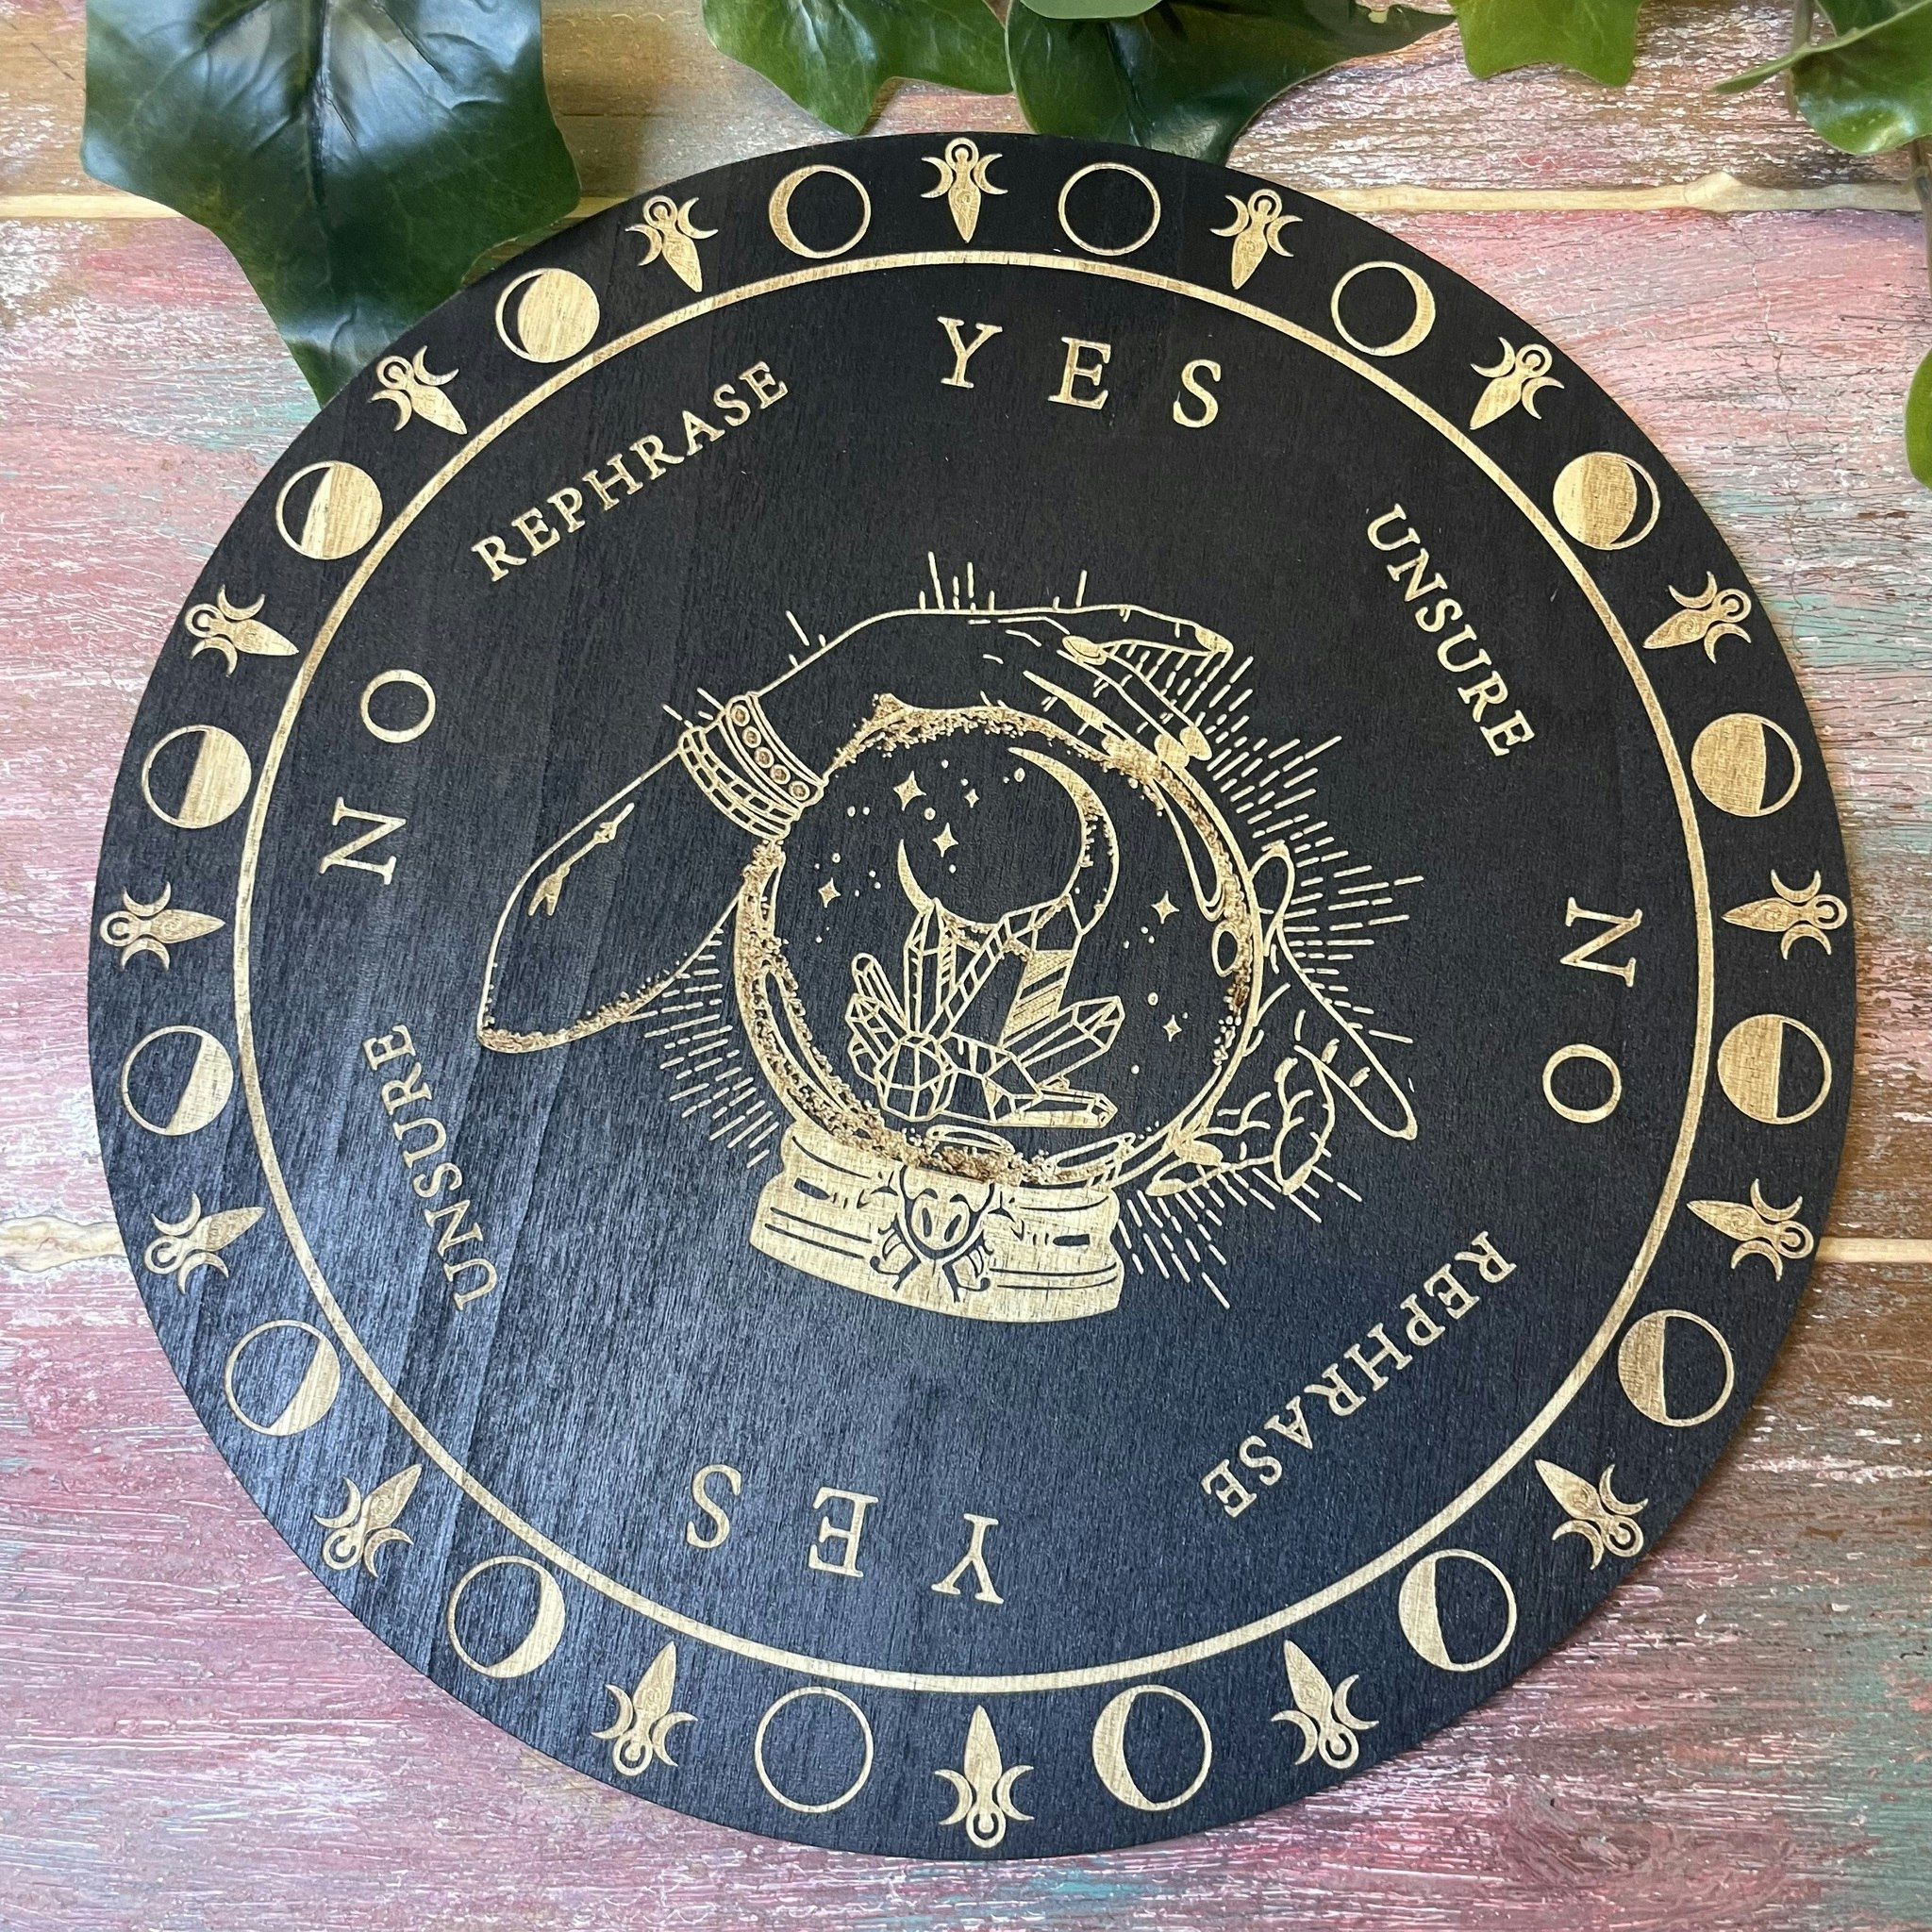 YES
UNSURE
NO
REPHRASE
YES
UNSURE
NO
REPHRASE